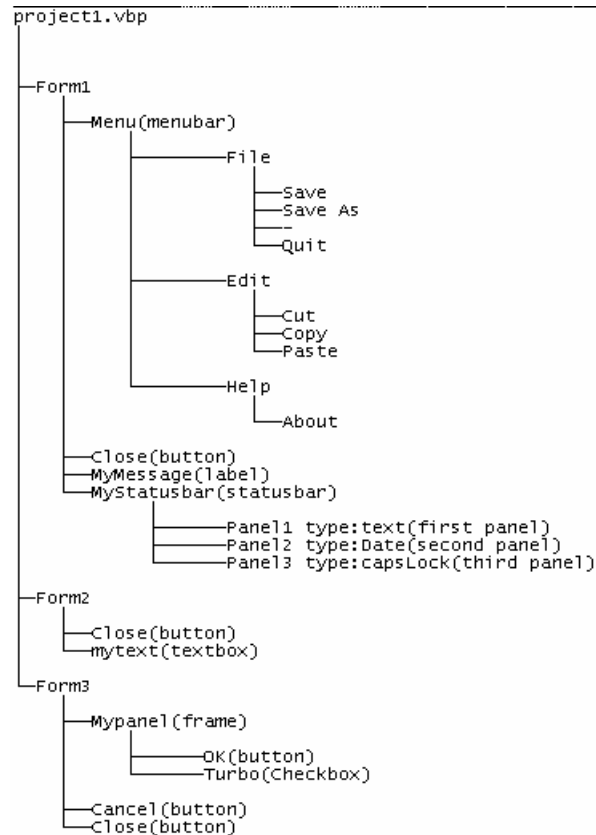 project1.vbp
Form1
Menu(menubar)
File
Save
Save As
-
Quit
Edit
Cut
Copy
Paste
Help
About
Close(button)
MyMessage(label)
MyStatusbar(statusbar)
Panel1 type:text(first panel)
Panel2 type:Date(second panel)
Panel3 type:capsLock(third panel)
Form2
Close(button)
mytext(textbox)
Form3
Mypanel(frame)
OK(button)
Turbo(Checkbox)
Cancel(button)
Close(button)